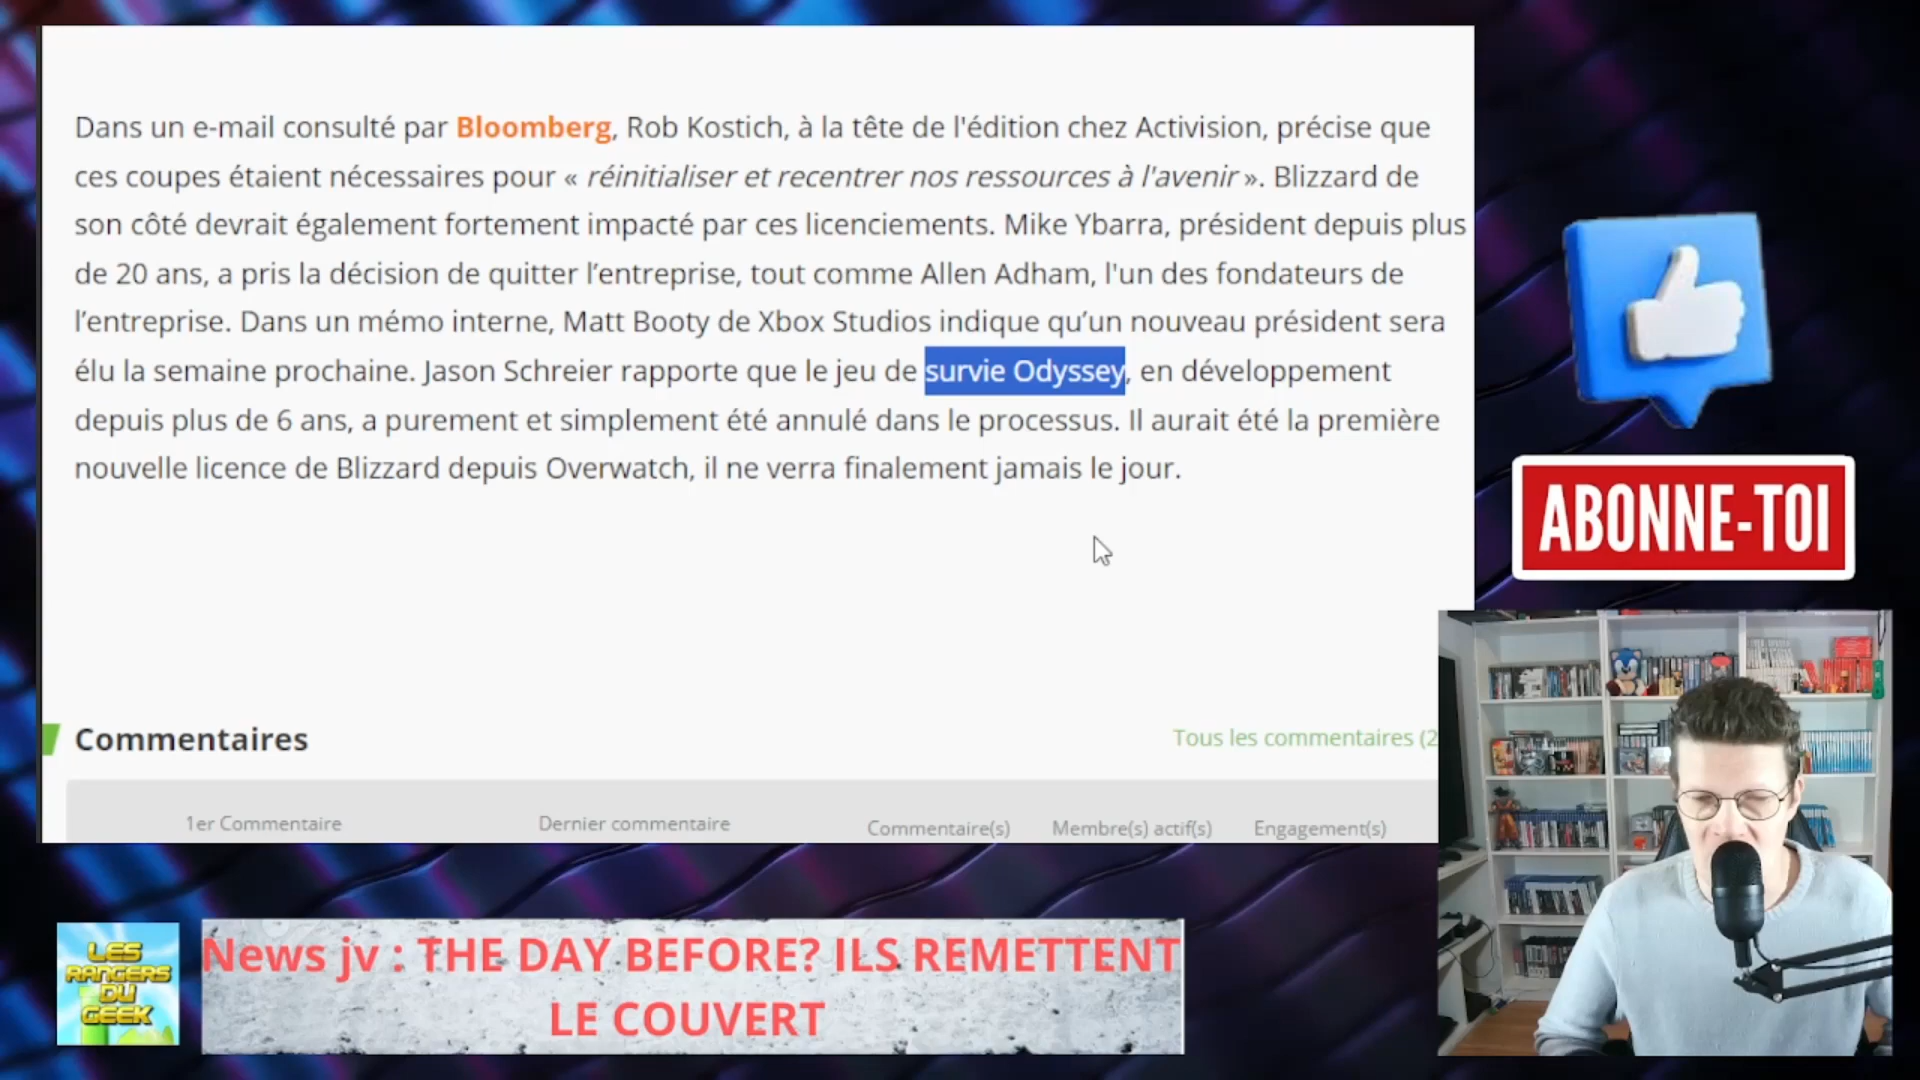 Dans un e-mail consulté par Bloomberg, Rob Kostich, à la tête de l'édition chez Activision, précise que
ces coupes étaient nécessaires pour « réinitialiser et recentrer nos ressources à l'avenir ». Blizzard de
son côté devrait également fortement impacté par ces licenciements. Mike Ybarra, président depuis plus
de 20 ans, a pris la décision de quitter l’entreprise, tout comme Allen Adham, l'un des fondateurs de
l’entreprise. Dans un mémo interne, Matt Booty de Xbox Studios indique qu’un nouveau président sera
élu la semaine prochaine. Jason Schreier rapporte que le jeu de survie Odyssey, en développement
depuis plus de 6 ans, a purement et simplement été annulé dans le processus. Il aurait été la première
nouvelle licence de Blizzard depuis Overwatch, il ne verra finalement jamais le jour.
ABONNE-TOI
Commentaires
Tous les commentaires (2
1er Commentaire
Dernier commentaire
Commentaire(s)
Membre(s) actif(s)
Engagement(s)
LES
RANGERS
DU
GEEK
News jv : THE DAY BEFORE? ILS REMETTENT
LE COUVERT